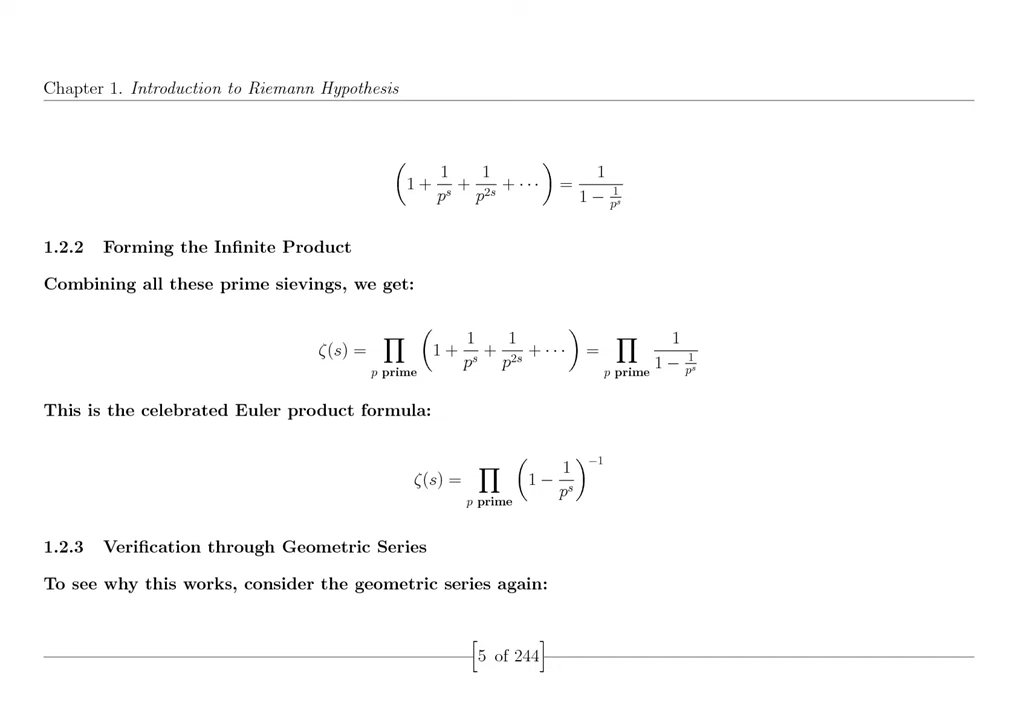 Chapter 1. Introduction to Riemann Hypothesis
(1 + 1/p^s + 1/p^{2s} + ···) = 1/(1 − 1/p^s)
1.2.2 Forming the Infinite Product
Combining all these prime sievings, we get:
ζ(s) = ∏_{p prime} (1 + 1/p^s + 1/p^{2s} + ···) = ∏_{p prime} 1/(1 − 1/p^s)
This is the celebrated Euler product formula:
ζ(s) = ∏_{p prime} (1 − 1/p^s)^{−1}
1.2.3 Verification through Geometric Series
To see why this works, consider the geometric series again:
[5 of 244]